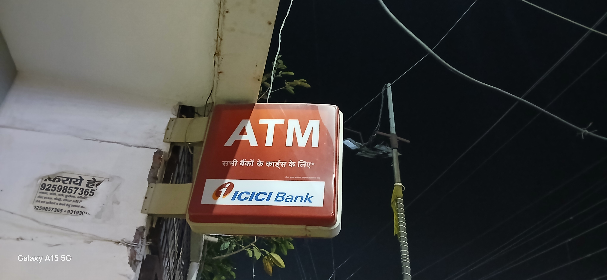 ATM
सभी बैंकों के कार्ड्स के लिए*
ICICI Bank
किराये हेतु
9259857365
Galaxy A15 5G